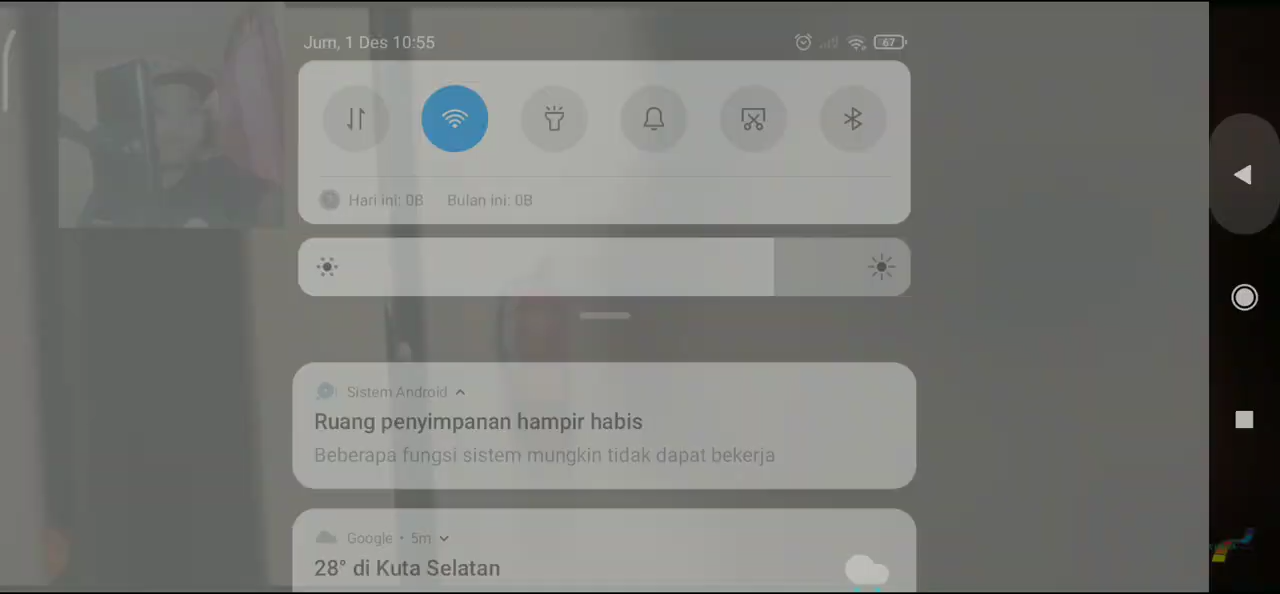 Jum, 1 Des 10:55
67
Hari ini: 0B Bulan ini: 0B
Sistem Android
Ruang penyimpanan hampir habis
Beberapa fungsi sistem mungkin tidak dapat bekerja
Google • 5m
28° di Kuta Selatan